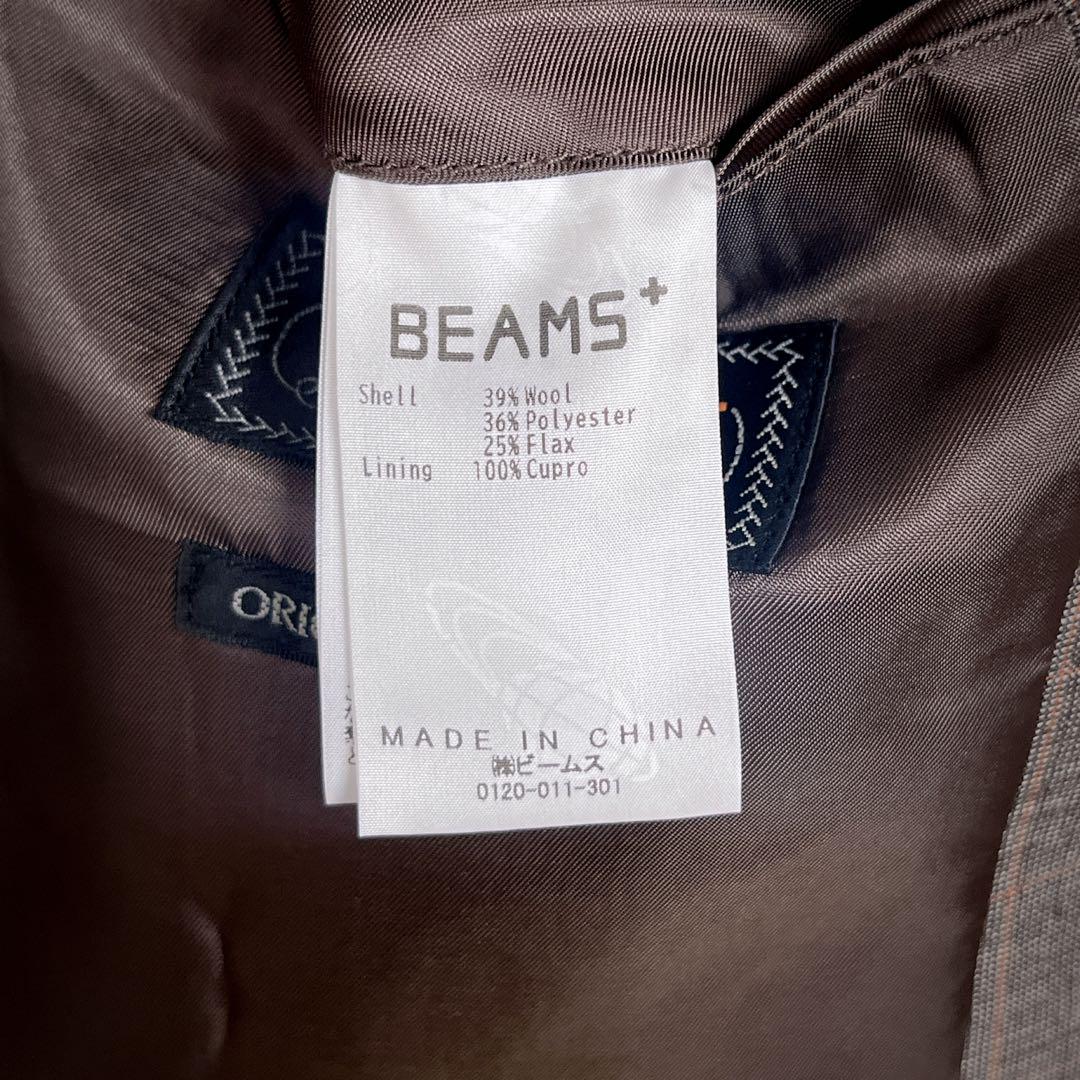 BEAMS+
Shell 39% Wool
36% Polyester
25% Flax
Lining 100% Cupro
ORI
MADE IN CHINA
㈱ビームス
0120-011-301